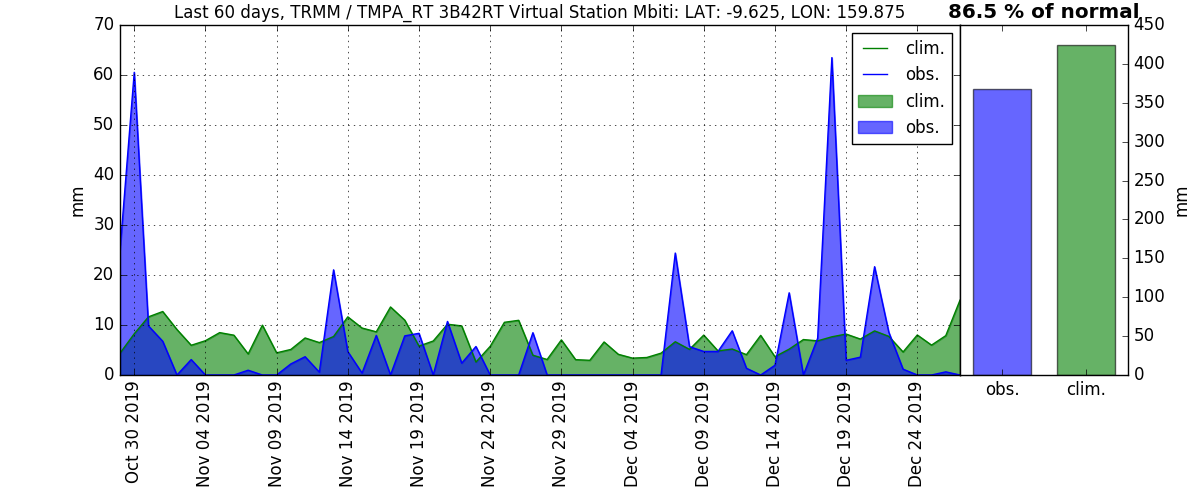 Last 60 days, TRMM / TMPA_RT 3B42RT Virtual Station Mbiti: LAT: -9.625, LON: 159.875
86.5 % of normal
70
60
50
40
30
20
10
0
mm
clim.
obs.
clim.
obs.
Oct 30 2019
Nov 04 2019
Nov 09 2019
Nov 14 2019
Nov 19 2019
Nov 24 2019
Nov 29 2019
Dec 04 2019
Dec 09 2019
Dec 14 2019
Dec 19 2019
Dec 24 2019
450
400
350
300
250
200
150
100
50
0
mm
obs.
clim.